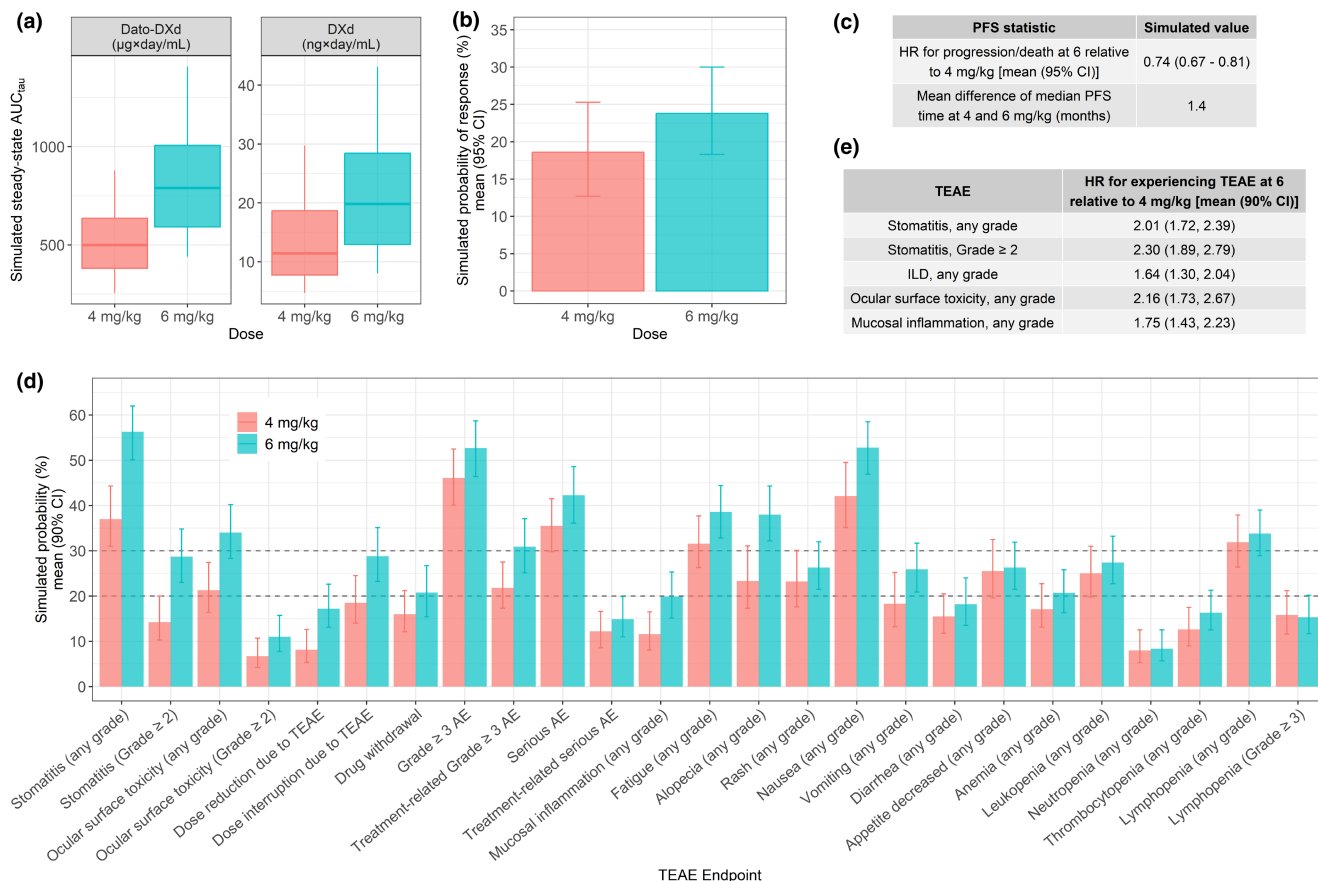 (a)
Dato-DXd
(µg×day/mL)
DXd
(ng×day/mL)
Simulated steady-state AUCtau
1000
500
40
30
20
10
4 mg/kg
6 mg/kg
4 mg/kg
6 mg/kg
Dose
(b)
Simulated probability of response (%)
mean (95% CI)
35
30
25
20
15
10
5
0
4 mg/kg
6 mg/kg
Dose
(c)
PFS statistic
Simulated value
HR for progression/death at 6 relative
to 4 mg/kg [mean (95% CI)]
0.74 (0.67 - 0.81)
Mean difference of median PFS
time at 4 and 6 mg/kg (months)
1.4
(e)
TEAE
HR for experiencing TEAE at 6
relative to 4 mg/kg [mean (90% CI)]
Stomatitis, any grade
2.01 (1.72, 2.39)
Stomatitis, Grade ≥ 2
2.30 (1.89, 2.79)
ILD, any grade
1.64 (1.30, 2.04)
Ocular surface toxicity, any grade
2.16 (1.73, 2.67)
Mucosal inflammation, any grade
1.75 (1.43, 2.23)
(d)
Simulated probability (%)
mean (90% CI)
60
50
40
30
20
10
0
4 mg/kg
6 mg/kg
Stomatitis (any grade)
Stomatitis (Grade ≥ 2)
Ocular surface toxicity (any grade)
Ocular surface toxicity (Grade ≥ 2)
Dose reduction due to TEAE
Dose interruption due to TEAE
Drug withdrawal
Grade ≥ 3 AE
Treatment-related Grade ≥ 3 AE
Serious AE
Treatment-related serious AE
Mucosal inflammation (any grade)
Fatigue (any grade)
Alopecia (any grade)
Rash (any grade)
Nausea (any grade)
Vomiting (any grade)
Diarrhea (any grade)
Appetite decreased (any grade)
Anemia (any grade)
Leukopenia (any grade)
Neutropenia (any grade)
Thrombocytopenia (any grade)
Lymphopenia (any grade)
Lymphopenia (Grade ≥ 3)
TEAE Endpoint